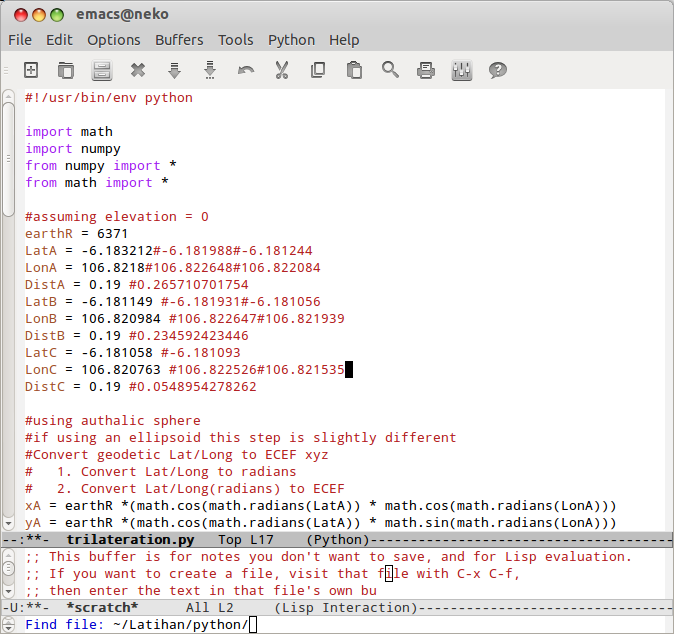 emacs@neko
File Edit Options Buffers Tools Python Help
#!/usr/bin/env python
import math
import numpy
from numpy import *
from math import *
#assuming elevation = 0
earthR = 6371
LatA = -6.183212#-6.181988#-6.181244
LonA = 106.8218#106.822648#106.822084
DistA = 0.19 #0.265710701754
LatB = -6.181149 #-6.181931#-6.181056
LonB = 106.820984 #106.822647#106.821939
DistB = 0.19 #0.234592423446
LatC = -6.181058 #-6.181093
LonC = 106.820763 #106.822526#106.821535
DistC = 0.19 #0.0548954278262
#using authalic sphere
#if using an ellipsoid this step is slightly different
#Convert geodetic Lat/Long to ECEF xyz
#   1. Convert Lat/Long to radians
#   2. Convert Lat/Long(radians) to ECEF
xA = earthR *(math.cos(math.radians(LatA)) * math.cos(math.radians(LonA)))
yA = earthR *(math.cos(math.radians(LatA)) * math.sin(math.radians(LonA)))
--:**-  trilateration.py   Top L17    (Python)--------------------------------------
;; This buffer is for notes you don't want to save, and for Lisp evaluation.
;; If you want to create a file, visit that file with C-x C-f,
;; then enter the text in that file's own bu
-U:**-  *scratch*      All L2     (Lisp Interaction)--------------------------------
Find file: ~/Latihan/python/